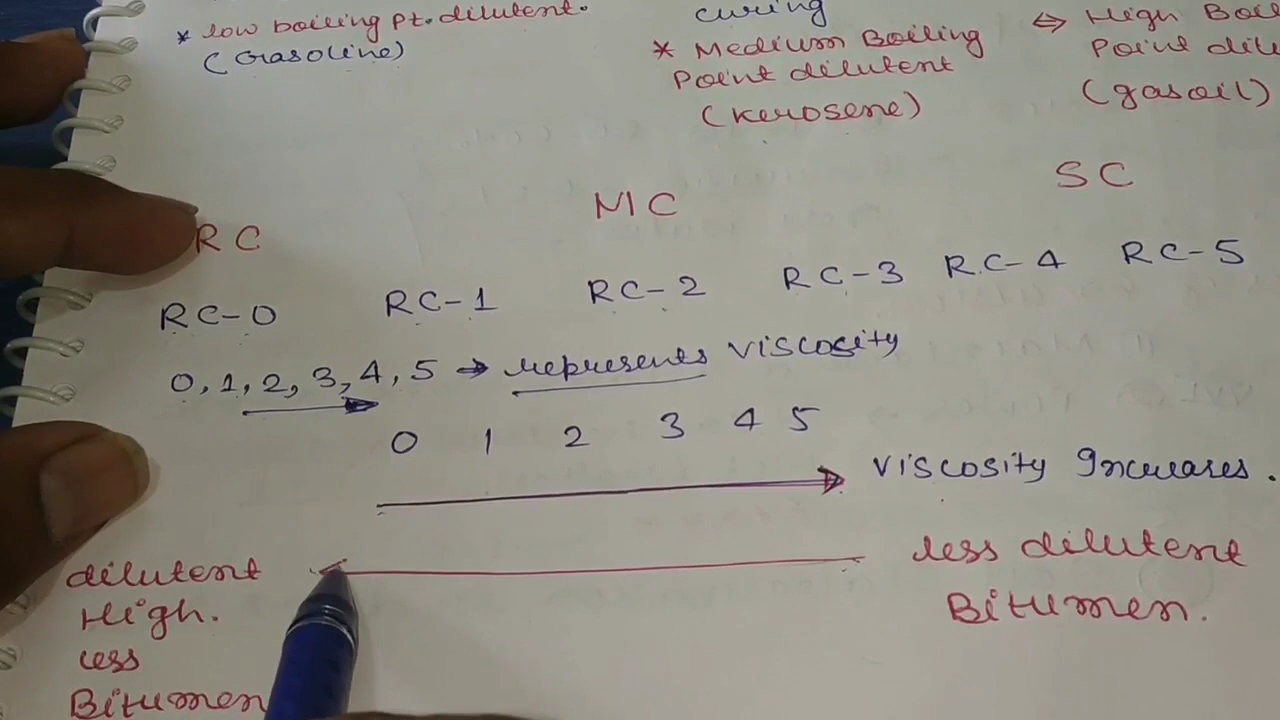 * low boiling pt. dilutent.
(Gasoline)
curing
* Medium Boiling
Point dilutent
(kerosene)
⇔ High Boil
Point dilu
(gasoil)
RC
MC
SC
RC-0 RC-1 RC-2 RC-3 RC-4 RC-5
0, 1, 2, 3, 4, 5 → represents viscosity
0 1 2 3 4 5
viscosity Increases.
dilutent
High.
less
Bitumen
less dilutent
Bitumen.